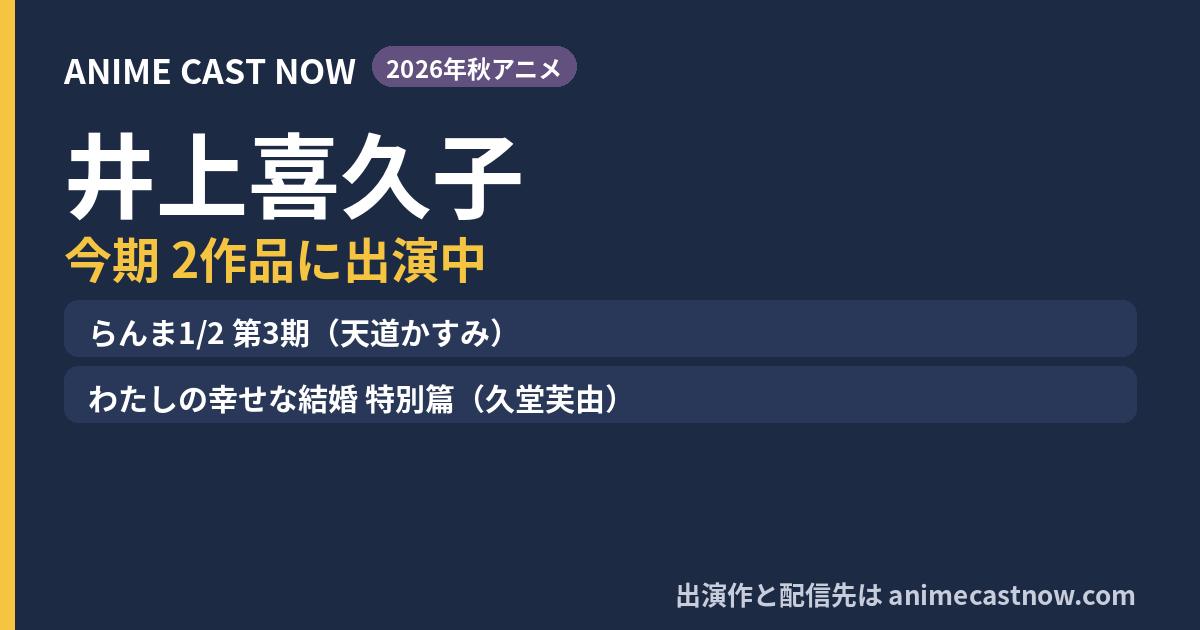 ANIME CAST NOW 2026年秋アニメ
井上喜久子
今期 2作品に出演中
らんま1/2 第3期（天道かすみ）
わたしの幸せな結婚 特別篇（久堂芙由）
出演作と配信先は animecastnow.com